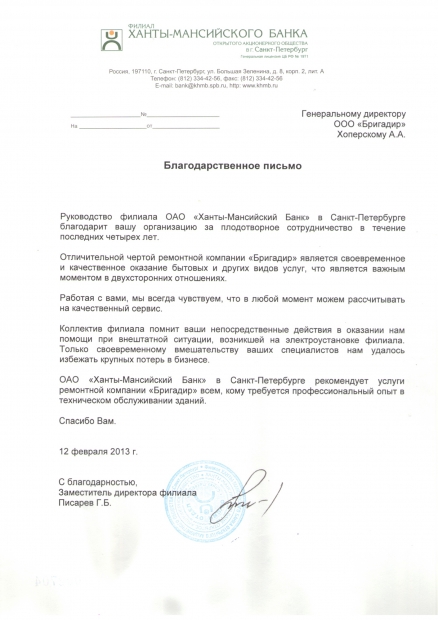 ФИЛИАЛ
ХАНТЫ-МАНСИЙСКОГО БАНКА
ОТКРЫТОГО АКЦИОНЕРНОГО ОБЩЕСТВА
в г. Санкт-Петербург
Генеральная лицензия ЦБ РФ № 1971
Россия, 197110, г. Санкт-Петербург, ул. Большая Зеленина, д. 8, корп. 2, лит. А
Телефон: (812) 334-42-56, факс: (812) 334-42-56
E-mail: bank@khmb.spb.ru, http: www.khmb.ru
№
На от
Генеральному директору
ООО «Бригадир»
Хоперскому А.А.
Благодарственное письмо
Руководство филиала ОАО «Ханты-Мансийский Банк» в Санкт-Петербурге
благодарит вашу организацию за плодотворное сотрудничество в течение
последних четырех лет.
Отличительной чертой ремонтной компании «Бригадир» является своевременное
и качественное оказание бытовых и других видов услуг, что является важным
моментом в двухсторонних отношениях.
Работая с вами, мы всегда чувствуем, что в любой момент можем рассчитывать
на качественный сервис.
Коллектив филиала помнит ваши непосредственные действия в оказании нам
помощи при внештатной ситуации, возникшей на электроустановке филиала.
Только своевременному вмешательству ваших специалистов нам удалось
избежать крупных потерь в бизнесе.
ОАО «Ханты-Мансийский Банк» в Санкт-Петербурге рекомендует услуги
ремонтной компании «Бригадир» всем, кому требуется профессиональный опыт в
техническом обслуживании зданий.
Спасибо Вам.
12 февраля 2013 г.
С благодарностью,
Заместитель директора филиала
Писарев Г.Б.